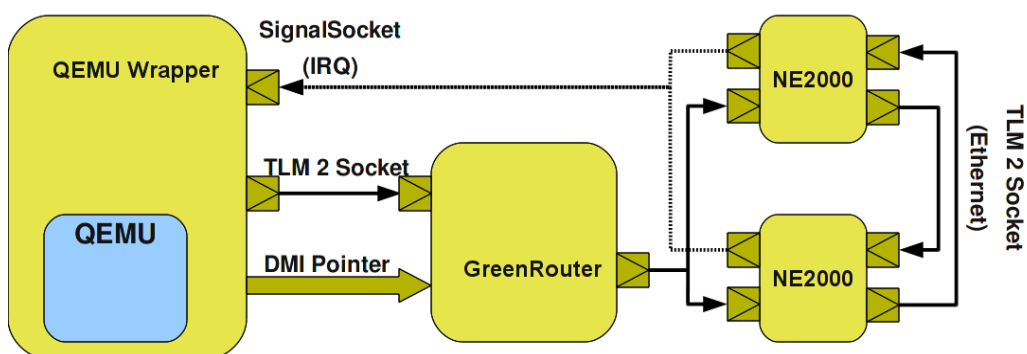 SignalSocket
(IRQ)
QEMU Wrapper
NE2000
TLM 2 Socket
QEMU
DMI Pointer
GreenRouter
NE2000
TLM 2 Socket
(Ethernet)